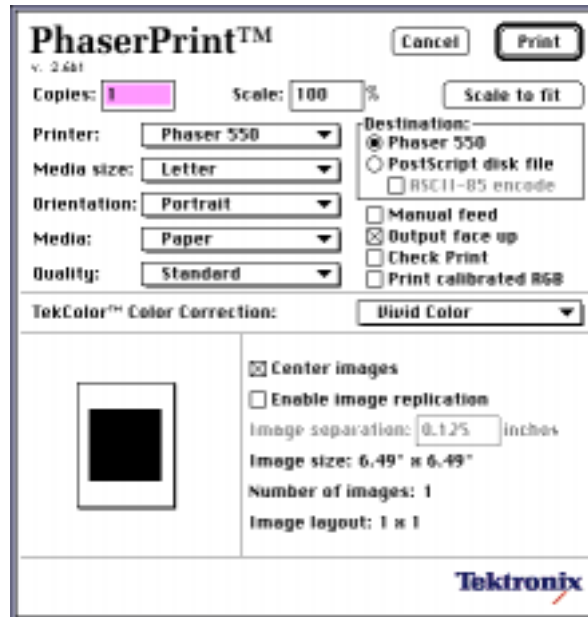 PhaserPrint™
Cancel
Print
Copies: 1
Scale: 100 %
Scale to fit
Printer: Phaser 550
Media size: Letter
Orientation: Portrait
Media: Paper
Quality: Standard
Destination:
Phaser 550
PostScript disk file
ASCII-85 encode
Manual feed
Output face up
Check Print
Print calibrated RGB
TekColor™ Color Correction: Vivid Color
Center images
Enable image replication
Image separation: 0.125 inches
Image size: 6.49" x 6.49"
Number of images: 1
Image layout: 1 x 1
Tektronix